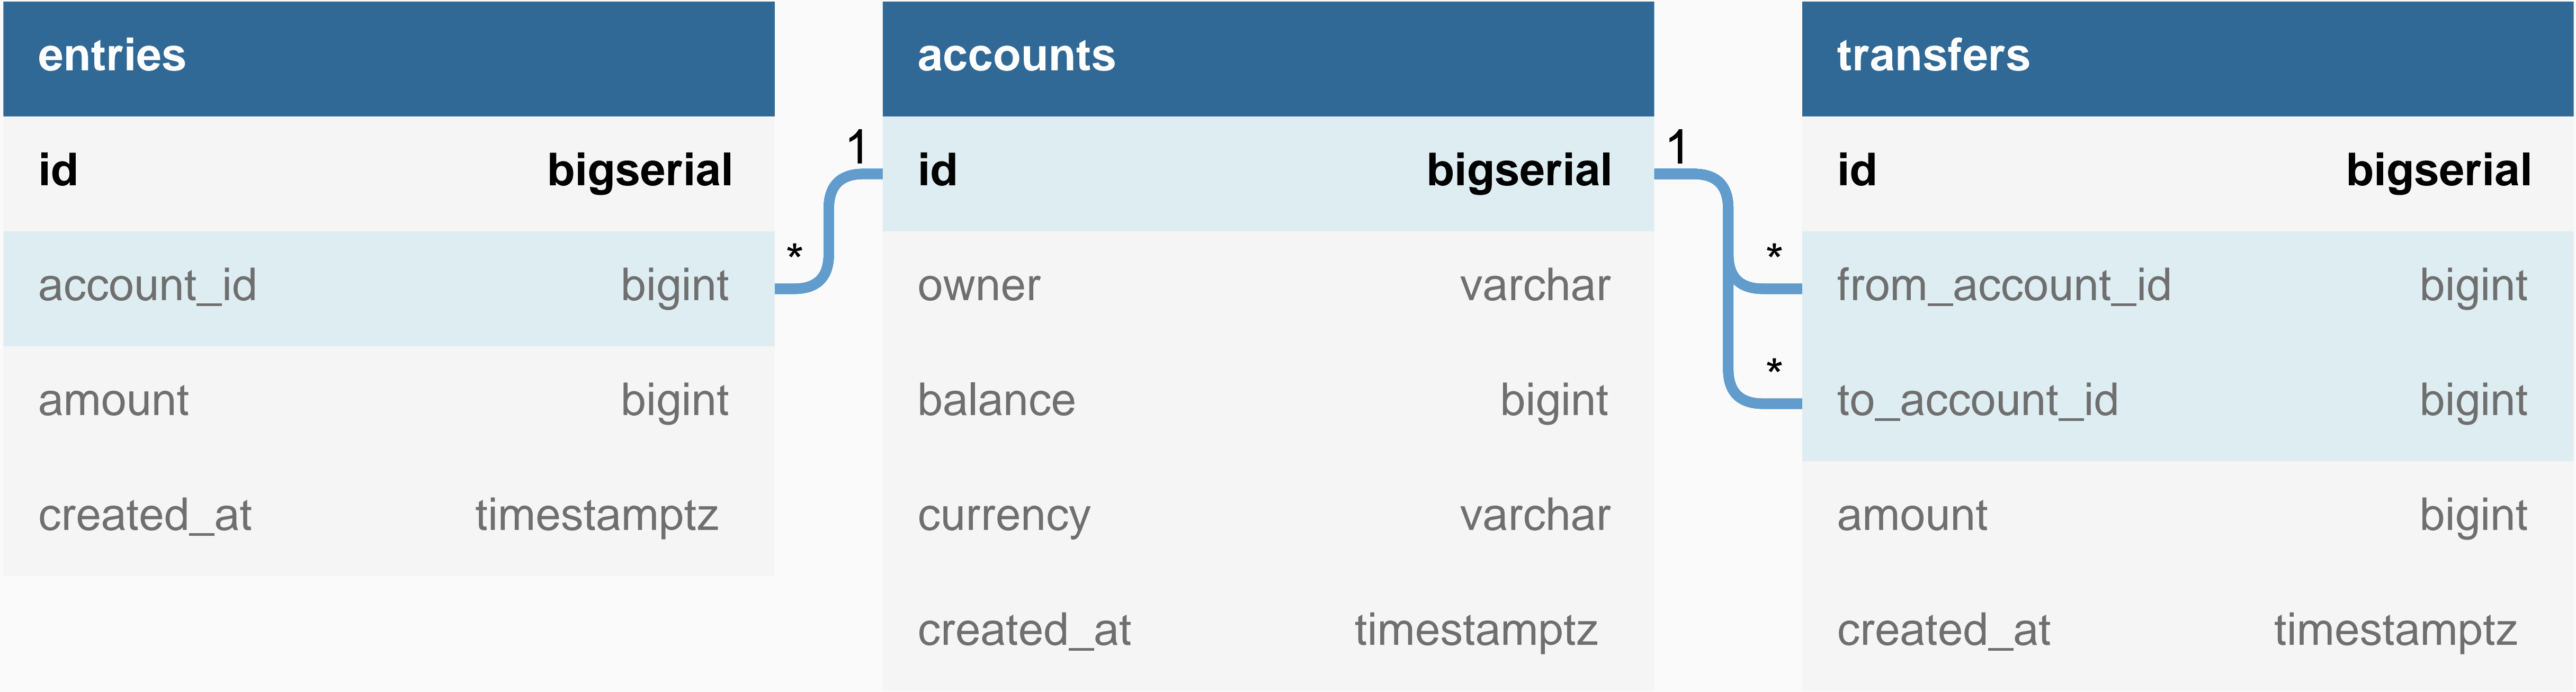 entries
id bigserial
account_id bigint
amount bigint
created_at timestamptz
1
*
accounts
id bigserial
owner varchar
balance bigint
currency varchar
created_at timestamptz
1
*
*
transfers
id bigserial
from_account_id bigint
to_account_id bigint
amount bigint
created_at timestamptz